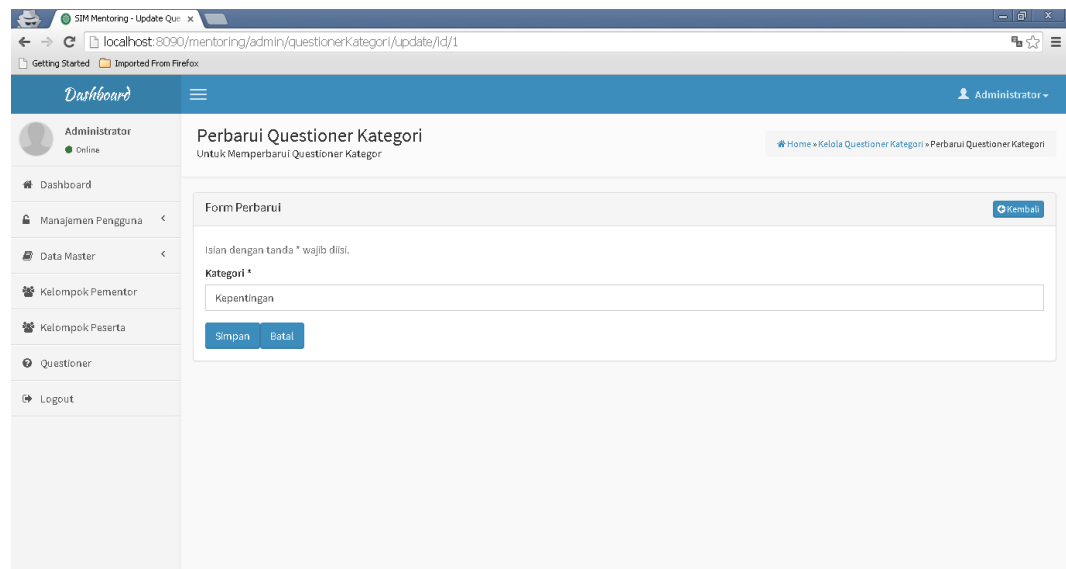 SIM Mentoring - Update Que
localhost:8090/mentoring/admin/questionerKategori/update/id/1
Getting Started Imported From Firefox
Dashboard
Administrator
Administrator
Online
Dashboard
Manajemen Pengguna
Data Master
Kelompok Pementor
Kelompok Peserta
Questioner
Logout
Perbarui Questioner Kategori
Untuk Memperbarui Questioner Kategor
Home » Kelola Questioner Kategori » Perbarui Questioner Kategori
Form Perbarui
Kembali
Isian dengan tanda * wajib diisi.
Kategori *
Kepentingan
Simpan Batal